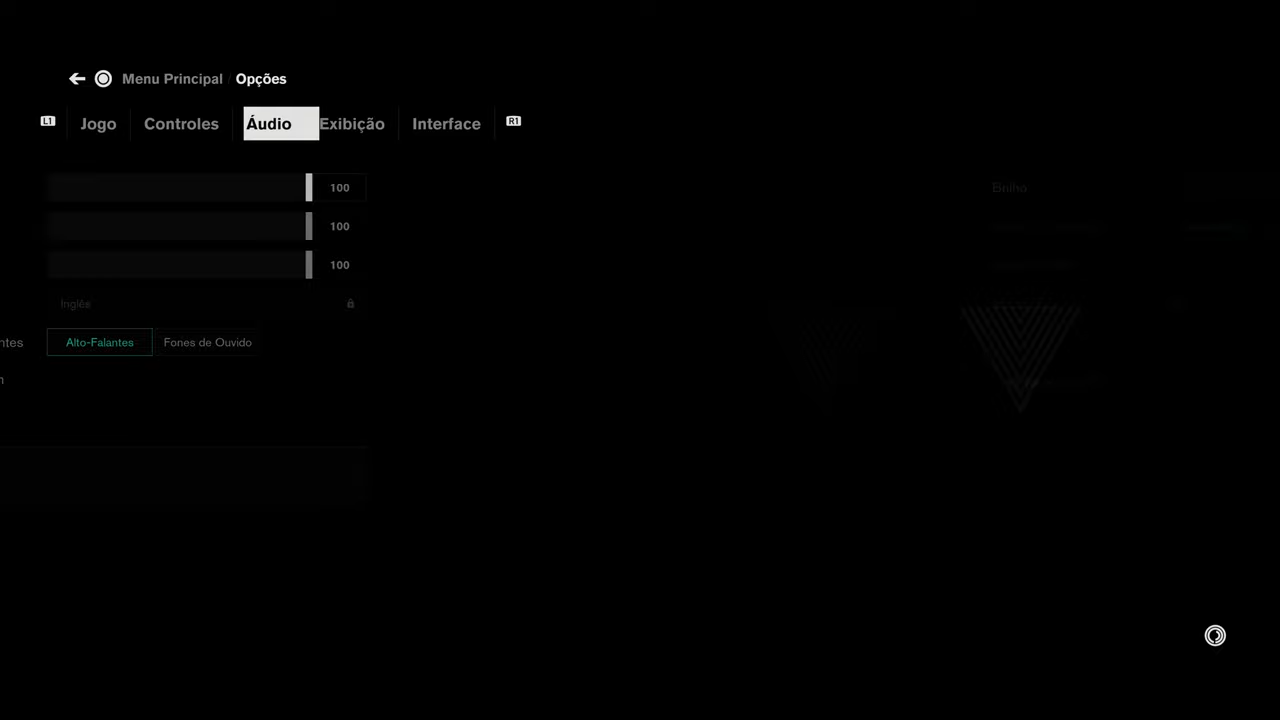 Menu Principal / Opções
L1 Jogo Controles Áudio Exibição Interface R1
100
Brilho
100
100
Inglês
ntes Alto-Falantes Fones de Ouvido
n